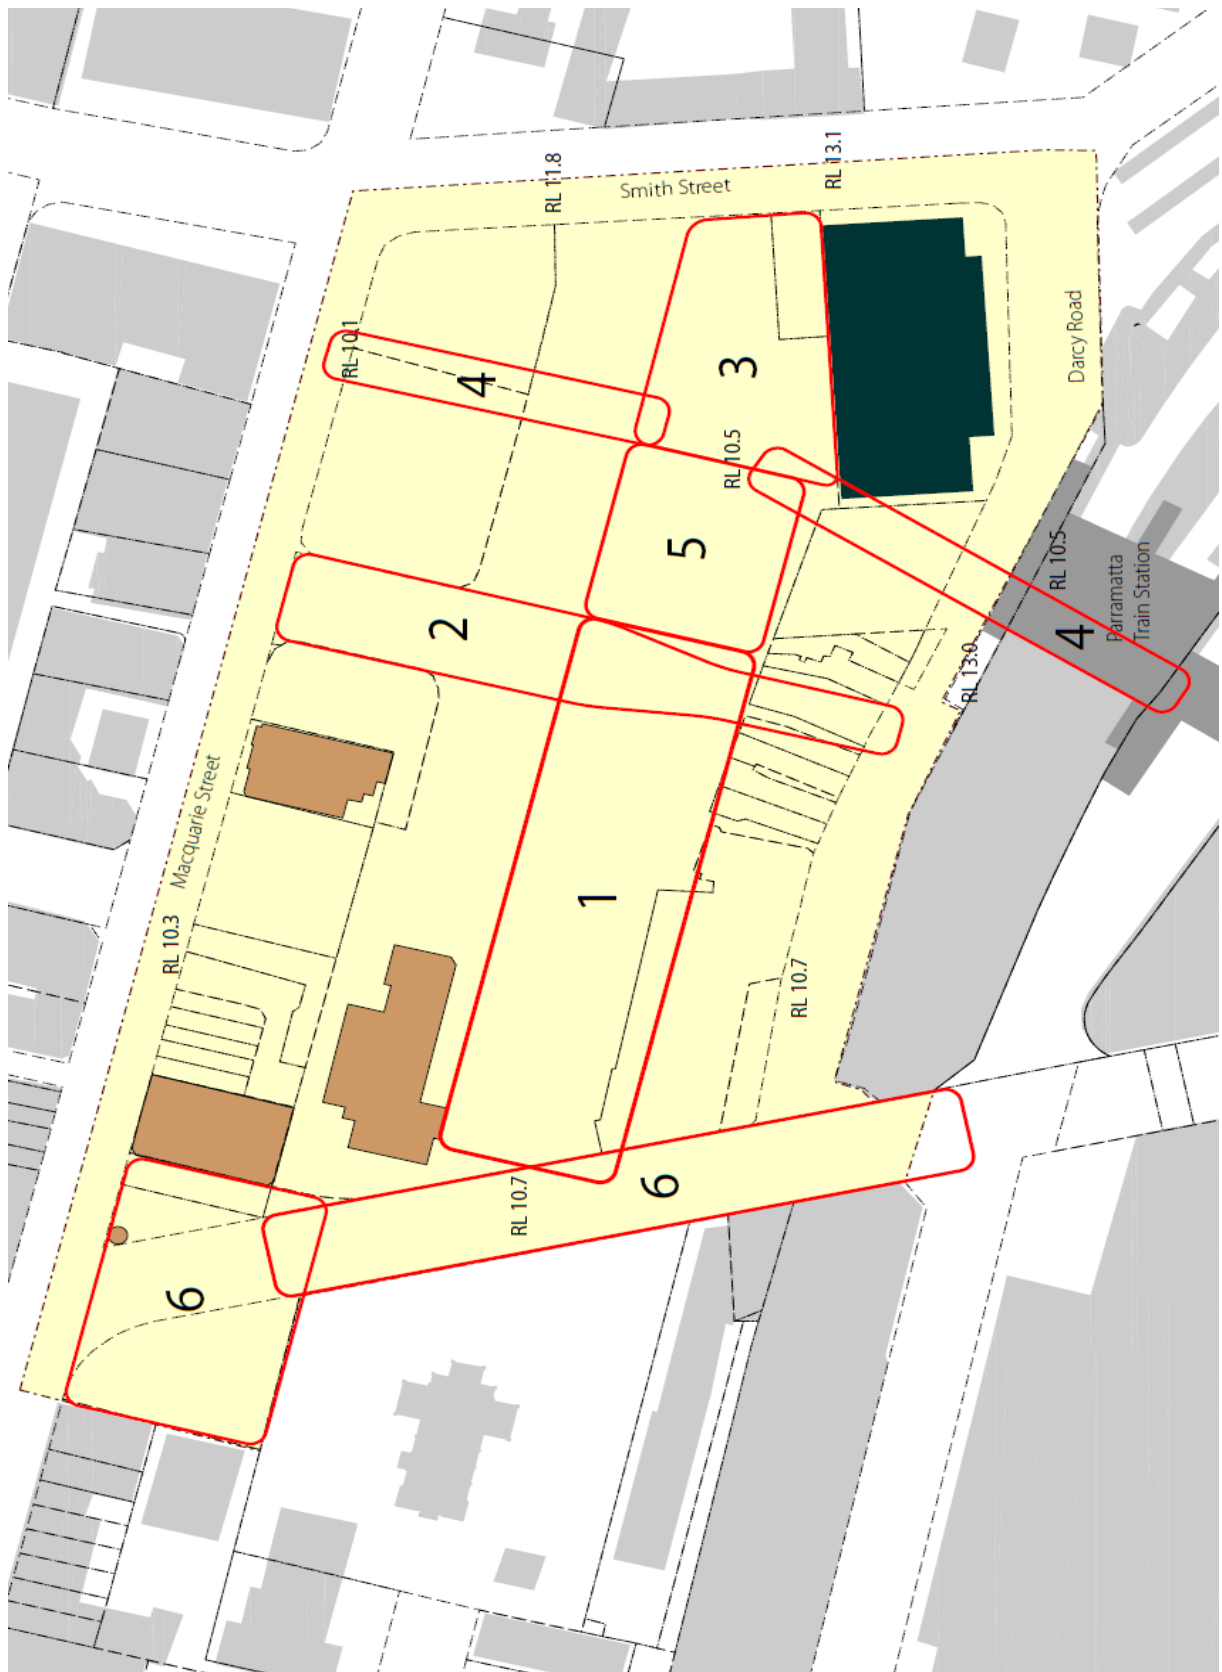 RL 11.8
Smith Street
RL 13.1
Darcy Road
RL 10.1
4
3
RL 10.5
5
2
RL 10.5
Parramatta
Train Station
4
RL 13.0
Macquarie Street
1
RL 10.3
RL 10.7
RL 10.7
6
6